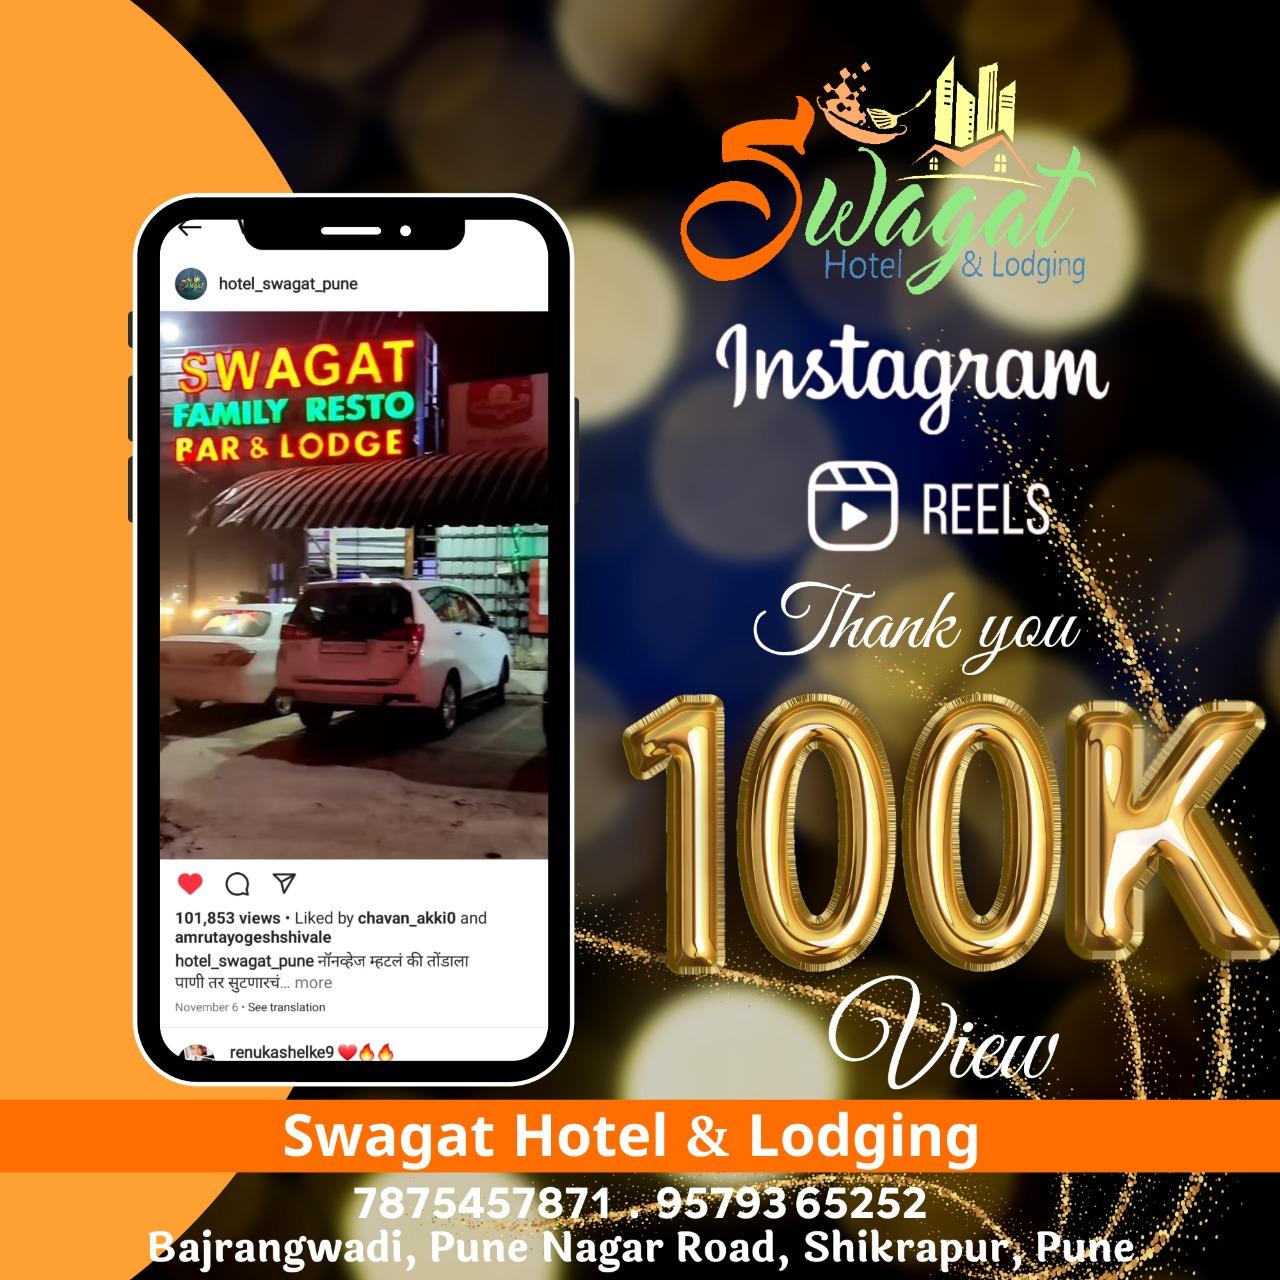 Swagat
Hotel & Lodging
hotel_swagat_pune
SWAGAT
FAMILY RESTO
BAR & LODGE
101,853 views • Liked by chavan_akki0 and
amrutayogeshshivale
hotel_swagat_pune नॉनव्हेज म्हटलं की तोंडाला
पाणी तर सुटणारचं... more
November 6 • See translation
renukashelke9 ❤️🔥🔥
Instagram
REELS
Thank you
100K
View
Swagat Hotel & Lodging
7875457871 . 9579365252
Bajrangwadi, Pune Nagar Road, Shikrapur, Pune